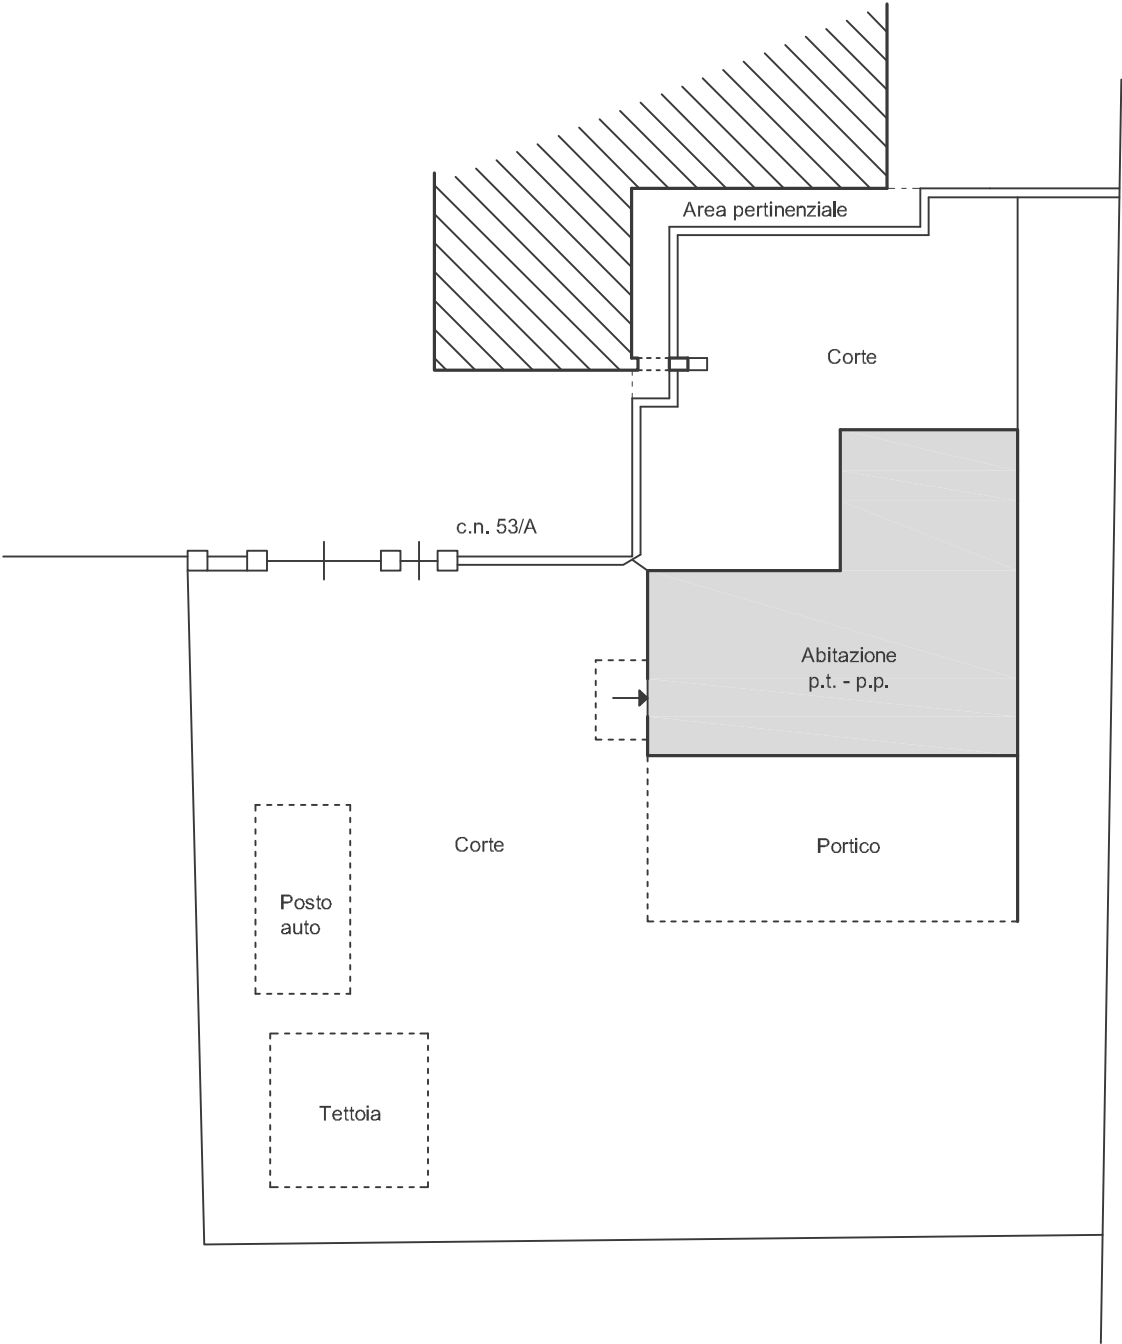 Area pertinenziale
Corte
c.n. 53/A
Abitazione
p.t. - p.p.
Corte
Portico
Posto
auto
Tettoia